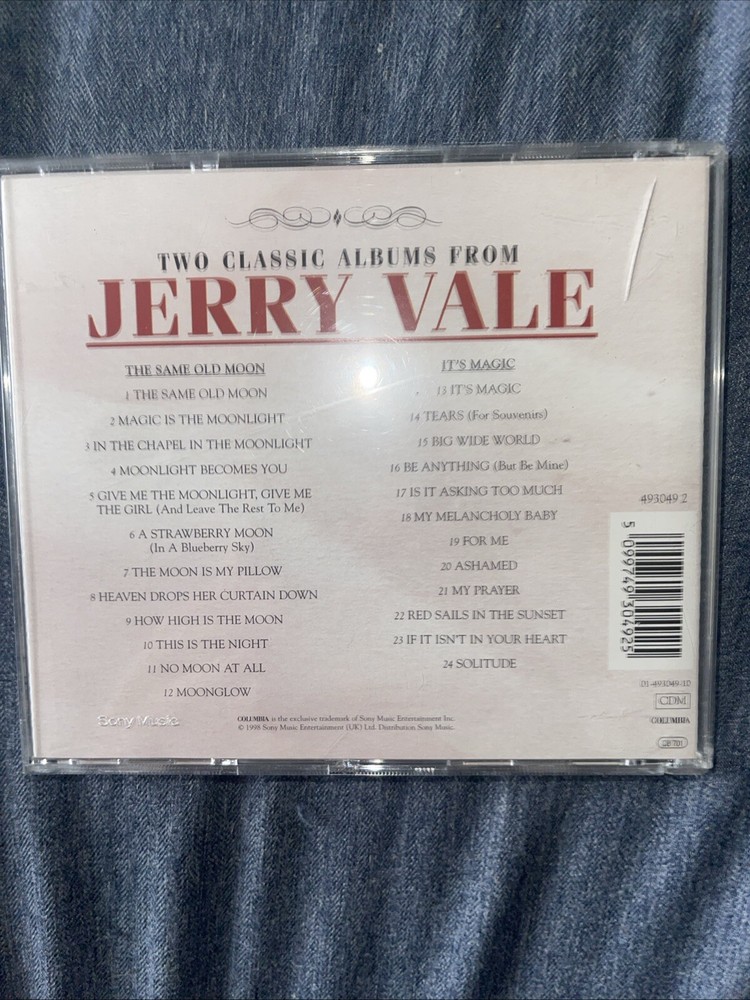 TWO CLASSIC ALBUMS FROM
JERRY VALE
THE SAME OLD MOON
1 THE SAME OLD MOON
2 MAGIC IS THE MOONLIGHT
3 IN THE CHAPEL IN THE MOONLIGHT
4 MOONLIGHT BECOMES YOU
5 GIVE ME THE MOONLIGHT, GIVE ME
THE GIRL (And Leave The Rest To Me)
6 A STRAWBERRY MOON
(In A Blueberry Sky)
7 THE MOON IS MY PILLOW
8 HEAVEN DROPS HER CURTAIN DOWN
9 HOW HIGH IS THE MOON
10 THIS IS THE NIGHT
11 NO MOON AT ALL
12 MOONGLOW
IT'S MAGIC
13 IT'S MAGIC
14 TEARS (For Souvenirs)
15 BIG WIDE WORLD
16 BE ANYTHING (But Be Mine)
17 IS IT ASKING TOO MUCH
18 MY MELANCHOLY BABY
19 FOR ME
20 ASHAMED
21 MY PRAYER
22 RED SAILS IN THE SUNSET
23 IF IT ISN'T IN YOUR HEART
24 SOLITUDE
493049 2
5 099749 304925
01-493049-10
CDM
COLUMBIA
Sony Music
COLUMBIA is the exclusive trademark of Sony Music Entertainment Inc.
© 1998 Sony Music Entertainment (UK) Ltd. Distribution Sony Music.